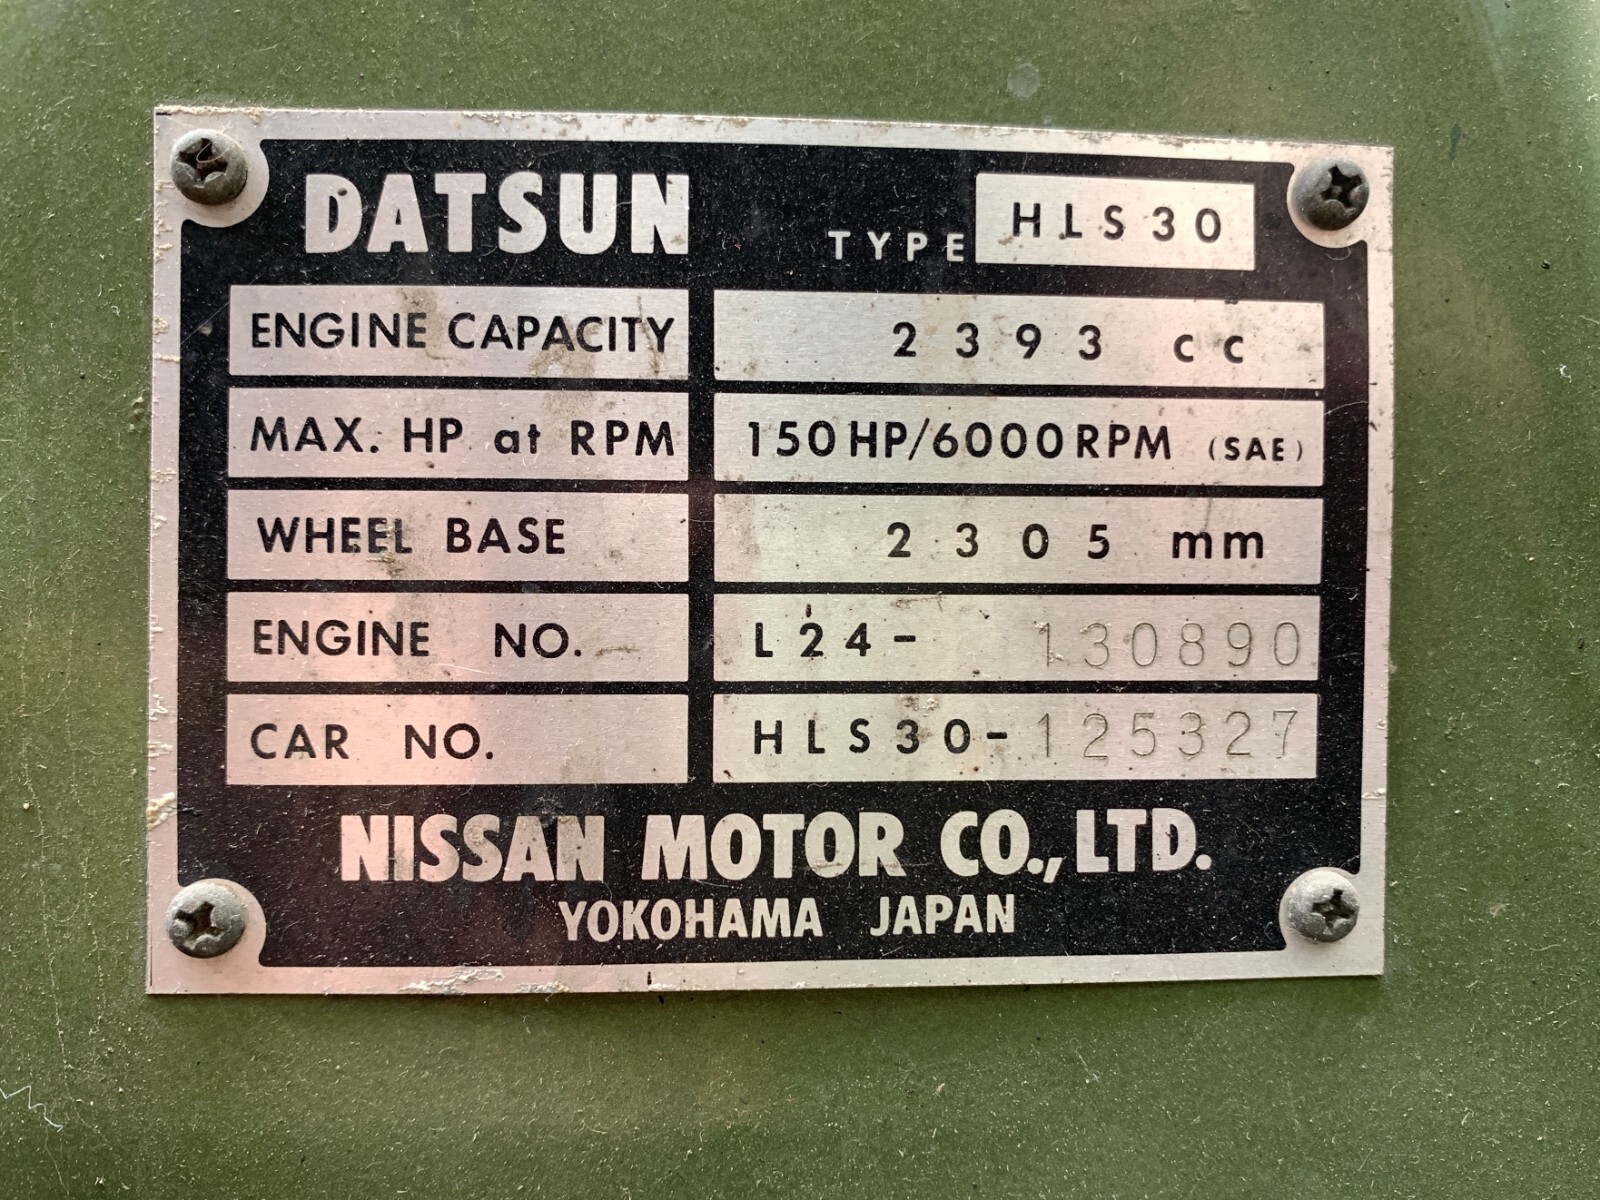 DATSUN TYPE HLS30
ENGINE CAPACITY 2393 cc
MAX. HP at RPM 150HP/6000RPM (SAE)
WHEEL BASE 2305 mm
ENGINE NO. L24- 130890
CAR NO. HLS30-125327
NISSAN MOTOR CO., LTD.
YOKOHAMA JAPAN